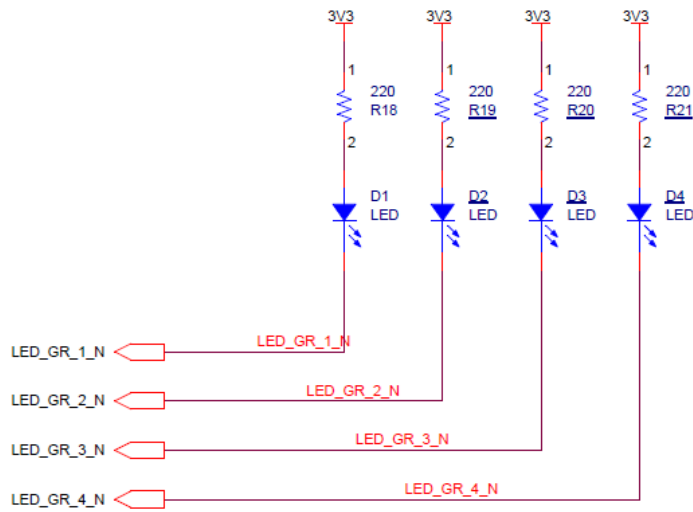 3V3 3V3 3V3 3V3
1 1 1 1
220 220 220 220
R18 R19 R20 R21
2 2 2 2
D1 D2 D3 D4
LED LED LED LED
LED_GR_1_N
LED_GR_1_N
LED_GR_2_N
LED_GR_2_N
LED_GR_3_N
LED_GR_3_N
LED_GR_4_N
LED_GR_4_N